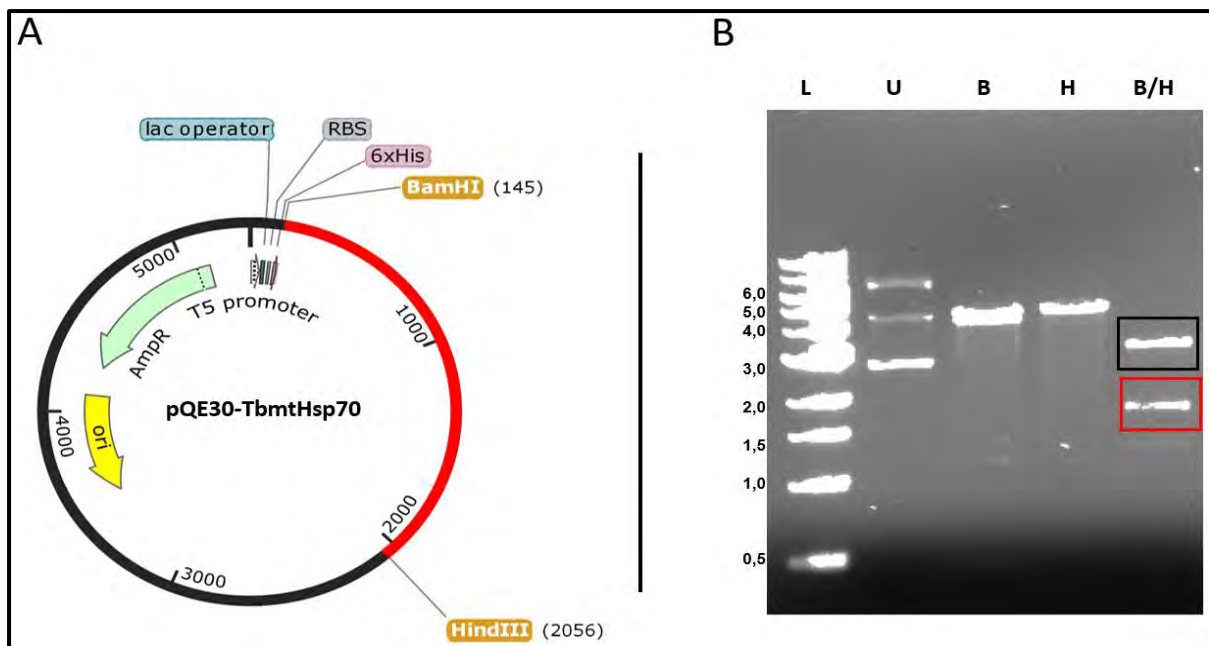 A
lac operator
RBS
6xHis
BamHI (145)
5000
T5 promoter
AmpR
1000
pQE30-TbmtHsp70
4000
ori
2000
3000
HindIII (2056)
B
L U B H B/H
6,0
5,0
4,0
3,0
2,0
1,5
1,0
0,5